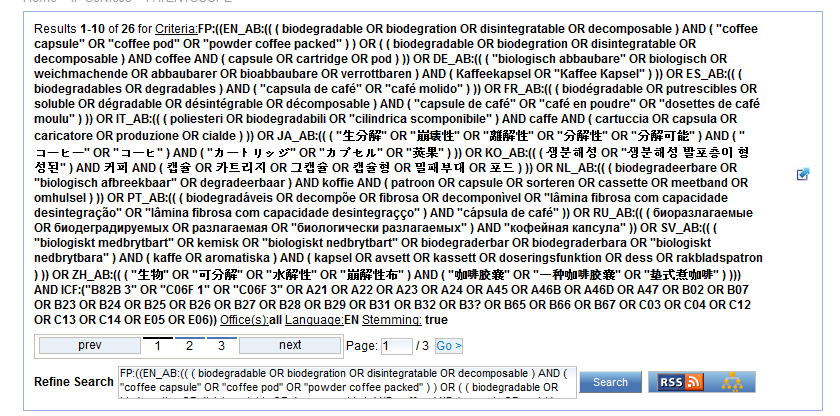 Results 1-10 of 26 for Criteria:FP:((EN_AB:(( ( biodegradable OR biodegration OR disintegratable OR decomposable ) AND ( "coffee
capsule" OR "coffee pod" OR "powder coffee packed" ) ) OR ( ( biodegradable OR biodegration OR disintegratable OR
decomposable ) AND coffee AND ( capsule OR cartridge OR pod ) )) OR DE_AB:(( ( "biologisch abbaubare" OR biologisch OR
weichmachende OR abbaubarer OR bioabbaubare OR verrottbaren ) AND ( Kaffeekapsel OR "Kaffee Kapsel" ) )) OR ES_AB:(( (
biodegradables OR degradables ) AND ( "capsula de café" OR "café molido" ) )) OR FR_AB:(( ( biodégradable OR putrescibles OR
soluble OR dégradable OR désintégrable OR décomposable ) AND ( "capsule de café" OR "café en poudre" OR "dosettes de café
moulu" ) )) OR IT_AB:(( ( poliesteri OR biodegradabili OR "cilindrica scomponibile" ) AND caffe AND ( cartuccia OR capsula OR
caricatore OR produzione OR cialde ) )) OR JA_AB:(( ( "生分解" OR "崩壊性" OR "離解性" OR "分解性" OR "分解可能" ) AND ( "
コーヒー" OR "コーヒ" ) AND ( "カートリッジ" OR "カプセル" OR "莢果" ) )) OR KO_AB:(( ( 생분해성 OR "생분해성 발포층이 형
성된" ) AND 커피 AND ( 캡슐 OR 카트리지 OR 그캡슐 OR 캡슐형 OR 밀폐부대 OR 포드 ) )) OR NL_AB:(( ( biodegradeerbare OR
"biologisch afbreekbaar" OR degradeerbaar ) AND koffie AND ( patroon OR capsule OR sorteren OR cassette OR meetband OR
omhulsel ) )) OR PT_AB:(( ( biodegradáveis OR decompõe OR fibrosa OR decomponìvel OR "lâmina fibrosa com capacidade
desintegração" OR "lâmina fibrosa com capacidade desintegraçço" ) AND "cápsula de café" )) OR RU_AB:(( ( биоразлагаемые
OR биодеградируемых OR разлагаемая OR "биологически разлагаемых" ) AND "кофейная капсула" )) OR SV_AB:(( (
"biologiskt medbrytbart" OR kemisk OR "biologiskt nedbrytbart" OR biodegraderbar OR biodegraderbara OR "biologiskt
nedbrytbara" ) AND ( kaffe OR aromatiska ) AND ( kapsel OR avsett OR kassett OR doseringsfunktion OR dess OR rakbladspatron
) )) OR ZH_AB:(( ( "生物" OR "可分解" OR "水解性" OR "崩解性布" ) AND ( "咖啡胶囊" OR "一种咖啡胶囊" OR "垫式煮咖啡" ) )))
AND ICF:("B82B 3" OR "C06F 1" OR "C06F 3" OR A21 OR A22 OR A23 OR A24 OR A45 OR A46B OR A46D OR A47 OR B02 OR B07
OR B23 OR B24 OR B25 OR B26 OR B27 OR B28 OR B29 OR B31 OR B32 OR B3? OR B65 OR B66 OR B67 OR C03 OR C04 OR C12
OR C13 OR C14 OR E05 OR E06)) Office(s):all Language:EN Stemming: true
prev 1 2 3 next Page: 1 / 3 Go >
Refine Search FP:((EN_AB:(( ( biodegradable OR biodegration OR disintegratable OR decomposable ) AND ( Search RSS
"coffee capsule" OR "coffee pod" OR "powder coffee packed" ) ) OR ( ( biodegradable OR